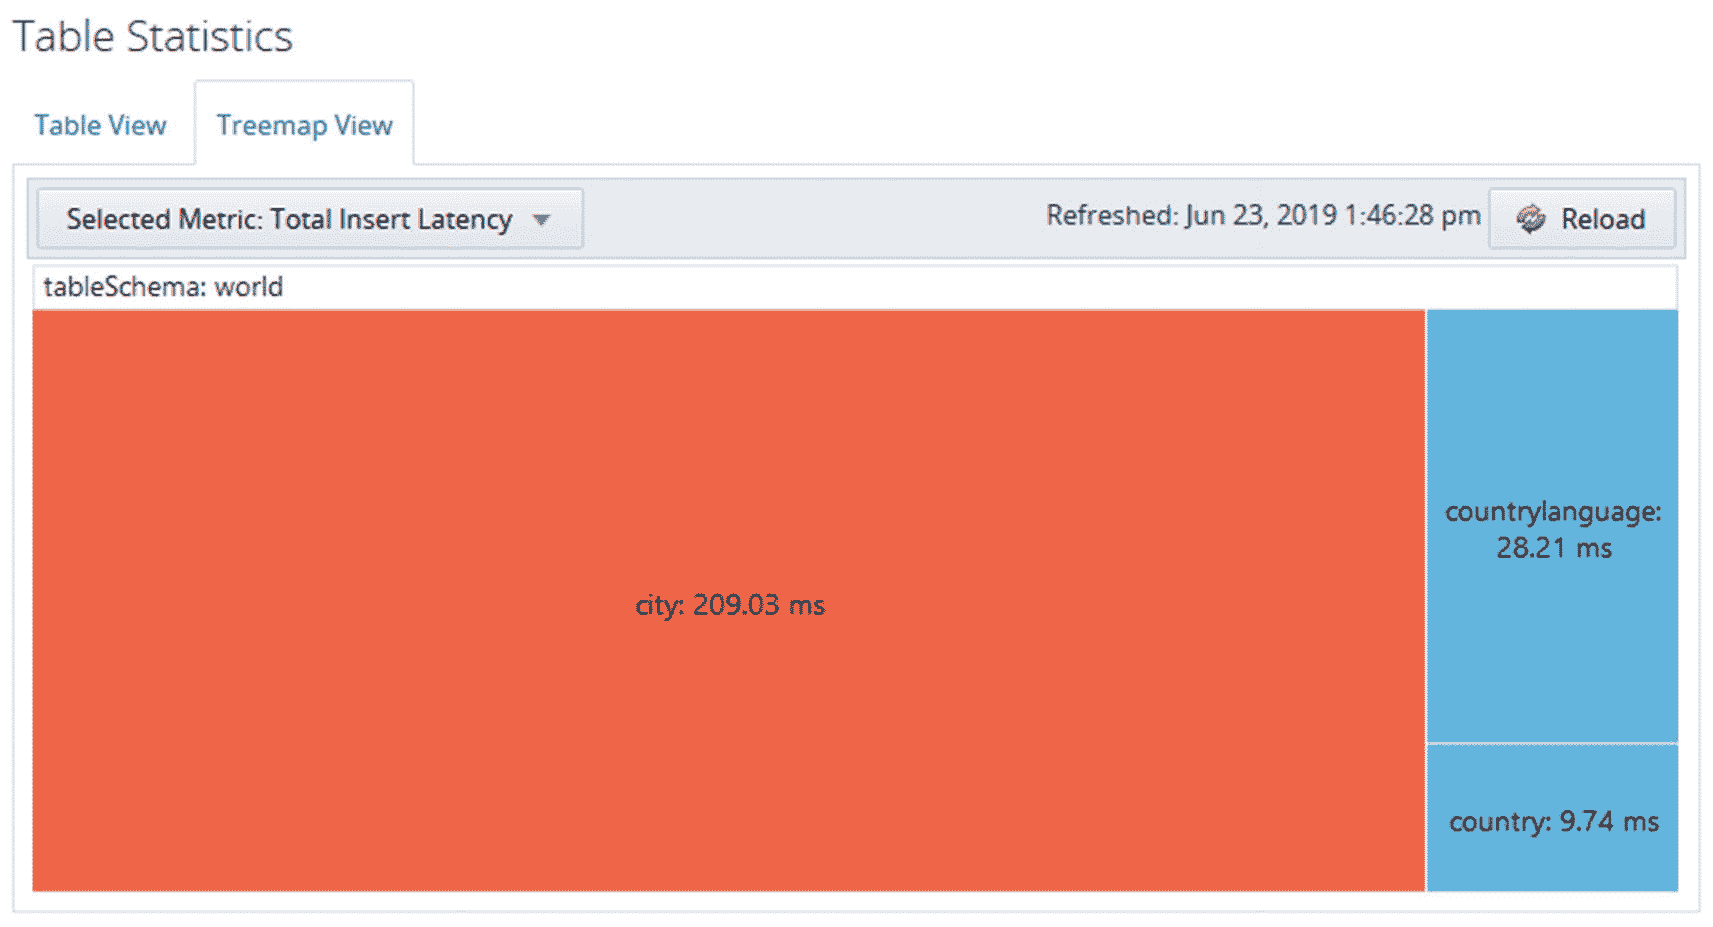 Table Statistics
Table View
Treemap View
Selected Metric: Total Insert Latency
Refreshed: Jun 23, 2019 1:46:28 pm
Reload
tableSchema: world
city: 209.03 ms
countrylanguage:
28.21 ms
country: 9.74 ms